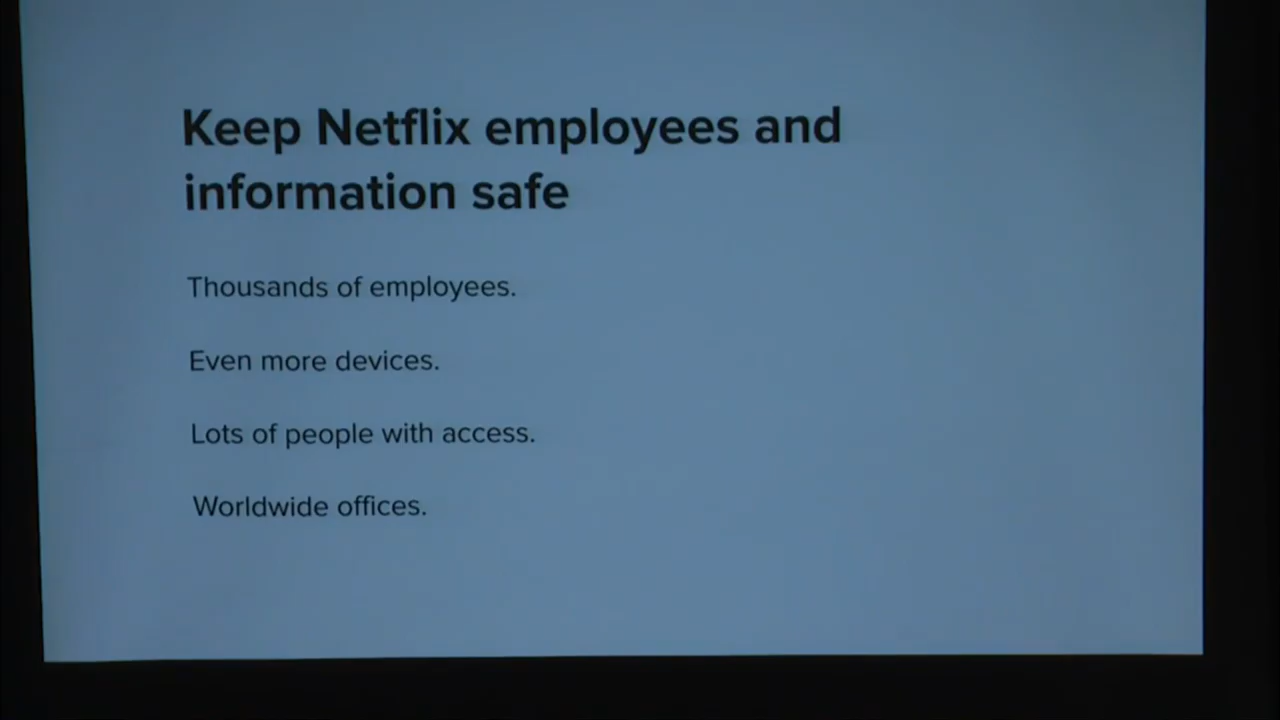 Keep Netflix employees and
information safe
Thousands of employees.
Even more devices.
Lots of people with access.
Worldwide offices.